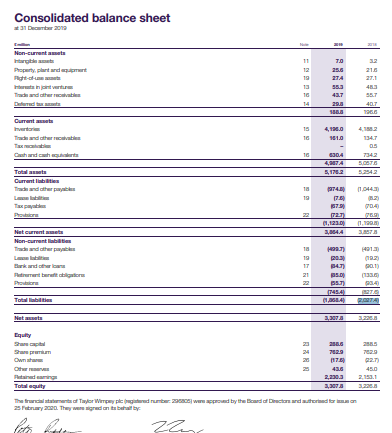 Consolidated balance sheet
at 31 December 2019
£ million Note 2019 2018
Non-current assets
Intangible assets 11 7.0 3.2
Property, plant and equipment 12 25.6 21.6
Right-of-use assets 19 27.4 27.1
Interests in joint ventures 13 55.3 48.3
Trade and other receivables 16 43.7 55.7
Deferred tax assets 14 29.8 40.7
188.8 196.6
Current assets
Inventories 15 4,196.0 4,188.2
Trade and other receivables 16 161.0 134.7
Tax receivables – 0.5
Cash and cash equivalents 16 630.4 734.2
4,987.4 5,057.6
Total assets 5,176.2 5,254.2
Current liabilities
Trade and other payables 18 (974.8) (1,044.3)
Lease liabilities 19 (7.6) (8.2)
Tax payables (67.9) (70.4)
Provisions 22 (72.7) (76.9)
(1,123.0) (1,199.8)
Net current assets 3,864.4 3,857.8
Non-current liabilities
Trade and other payables 18 (499.7) (491.3)
Lease liabilities 19 (20.3) (19.2)
Bank and other loans 17 (84.7) (90.1)
Retirement benefit obligations 21 (85.0) (133.6)
Provisions 22 (55.7) (93.4)
(745.4) (827.6)
Total liabilities (1,868.4) (2,027.4)
Net assets 3,307.8 3,226.8
Equity
Share capital 23 288.6 288.5
Share premium 24 762.9 762.9
Own shares 26 (17.6) (22.7)
Other reserves 25 43.6 45.0
Retained earnings 2,230.3 2,153.1
Total equity 3,307.8 3,226.8
The financial statements of Taylor Wimpey plc (registered number: 296805) were approved by the Board of Directors and authorised for issue on
25 February 2020. They were signed on its behalf by: